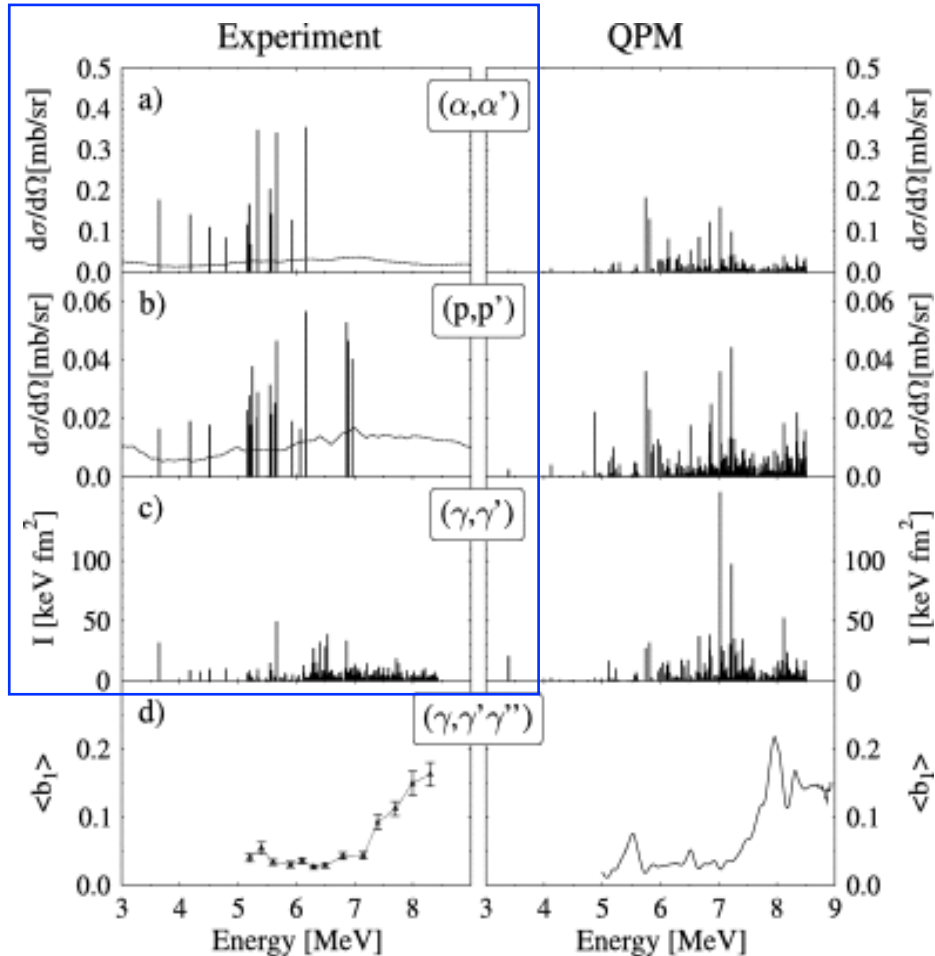 Experiment QPM
a) (α,α')
dσ/dΩ[mb/sr] 0.5 0.4 0.3 0.2 0.1 0.0
0.5 0.4 0.3 0.2 0.1 0.0 dσ/dΩ[mb/sr]
b) (p,p')
dσ/dΩ[mb/sr] 0.06 0.04 0.02 0.00
0.06 0.04 0.02 0.00 dσ/dΩ[mb/sr]
c) (γ,γ')
I [keV fm²] 100 50 0
100 50 0 I [keV fm²]
d) (γ,γ'γ'')
<b₁> 0.2 0.1 0.0
0.2 0.1 0.0 <b₁>
3 4 5 6 7 8 3 4 5 6 7 8 9
Energy [MeV] Energy [MeV]